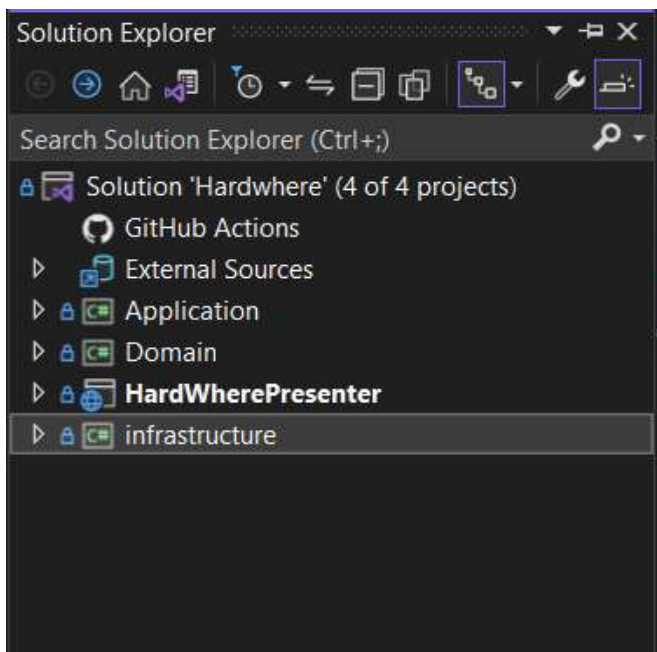 Solution Explorer
Search Solution Explorer (Ctrl+;)
Solution 'Hardwhere' (4 of 4 projects)
GitHub Actions
External Sources
C# Application
C# Domain
HardWherePresenter
C# infrastructure